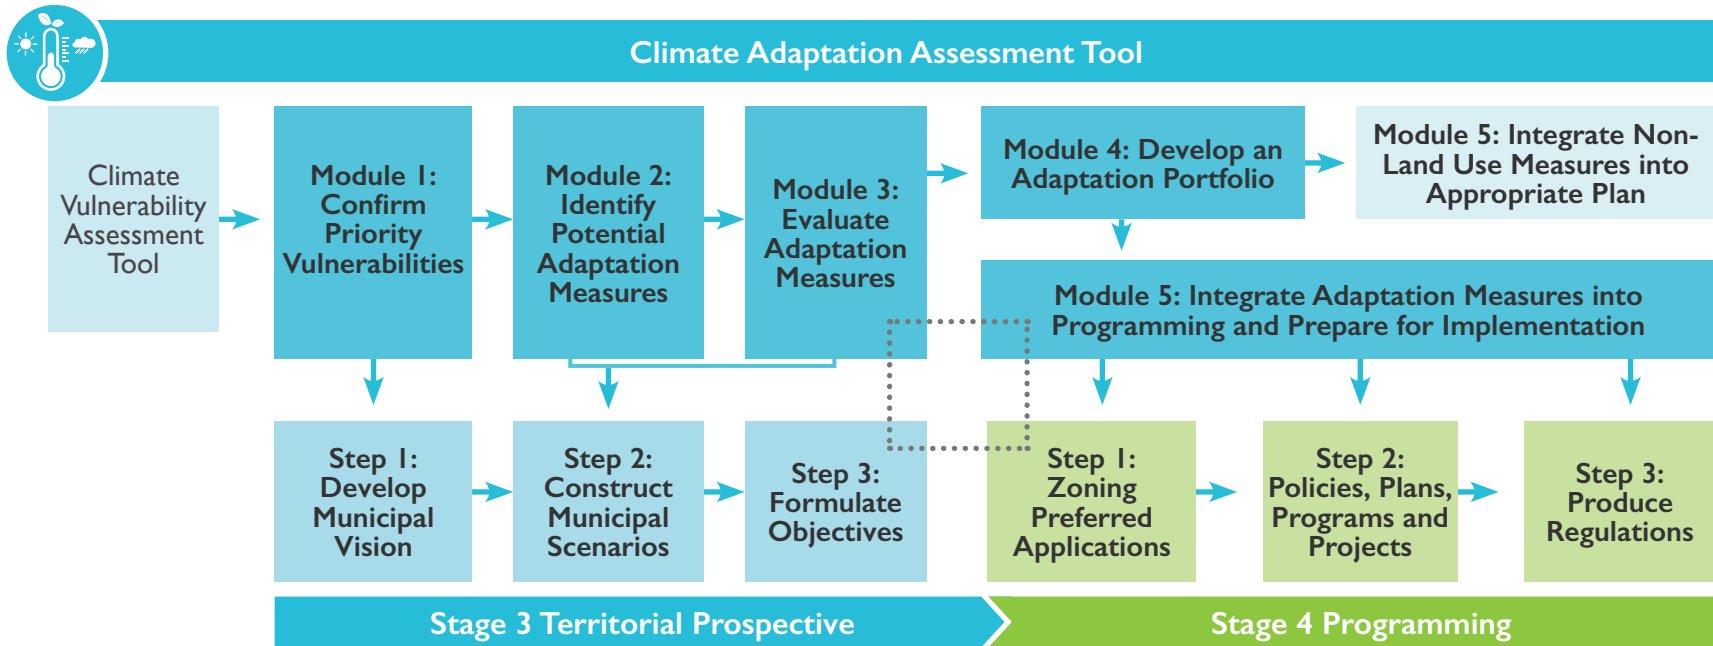 Climate Adaptation Assessment Tool
Climate
Vulnerability
Assessment
Tool
Module 1:
Confirm
Priority
Vulnerabilities
Module 2:
Identify
Potential
Adaptation
Measures
Module 3:
Evaluate
Adaptation
Measures
Module 4: Develop an
Adaptation Portfolio
Module 5: Integrate Non-
Land Use Measures into
Appropriate Plan
Module 5: Integrate Adaptation Measures into
Programming and Prepare for Implementation
Step 1:
Develop
Municipal
Vision
Step 2:
Construct
Municipal
Scenarios
Step 3:
Formulate
Objectives
Step 1:
Zoning
Preferred
Applications
Step 2:
Policies, Plans,
Programs and
Projects
Step 3:
Produce
Regulations
Stage 3 Territorial Prospective
Stage 4 Programming